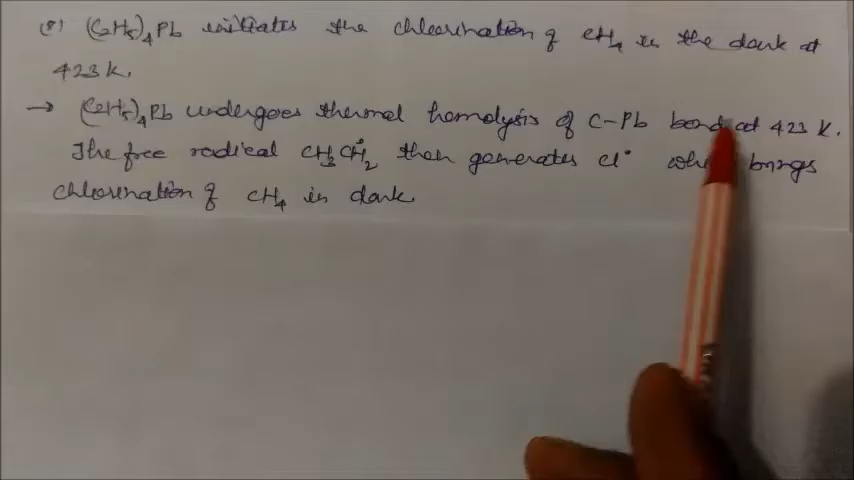 (8) (C2H5)4Pb initiates the chlorination of CH4 in the dark at
423 K.
→ (C2H5)4Pb undergoes thermal homolysis of C-Pb bond at 423 K.
The free radical CH3CH2• then generates Cl• which brings
chlorination of CH4 in dark.